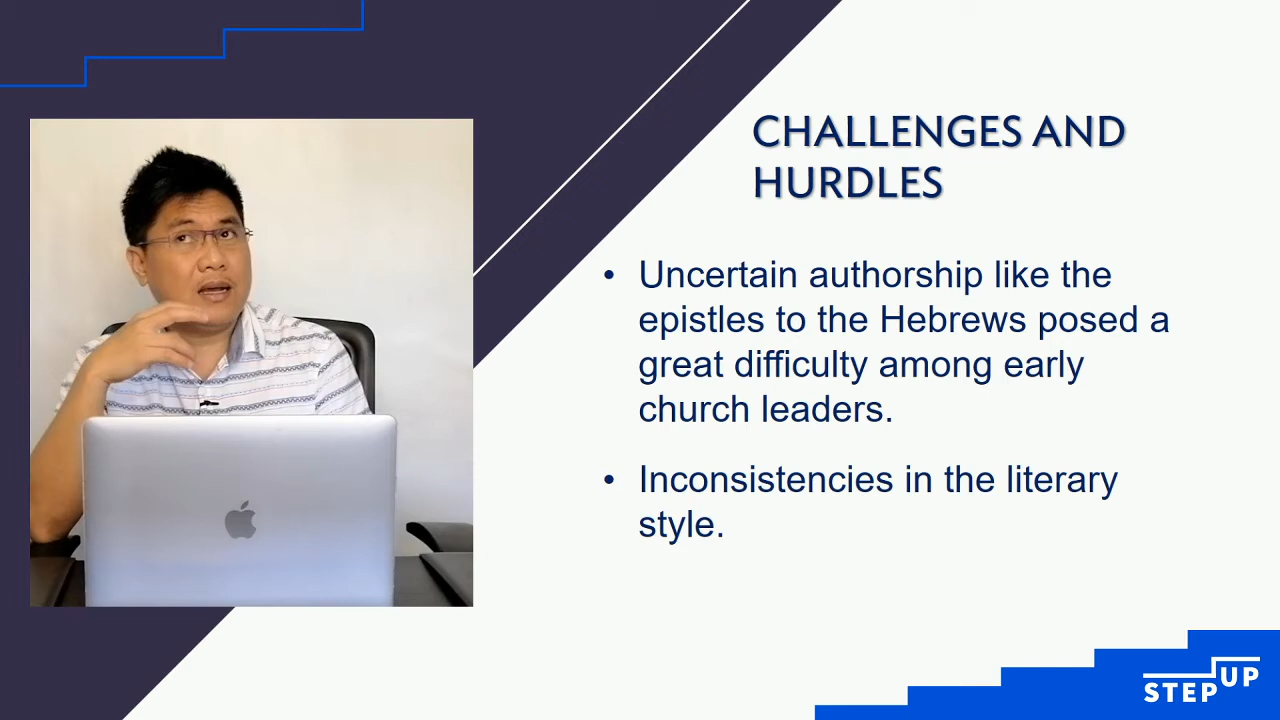 CHALLENGES AND
HURDLES
• Uncertain authorship like the
epistles to the Hebrews posed a
great difficulty among early
church leaders.
• Inconsistencies in the literary
style.
STEP UP